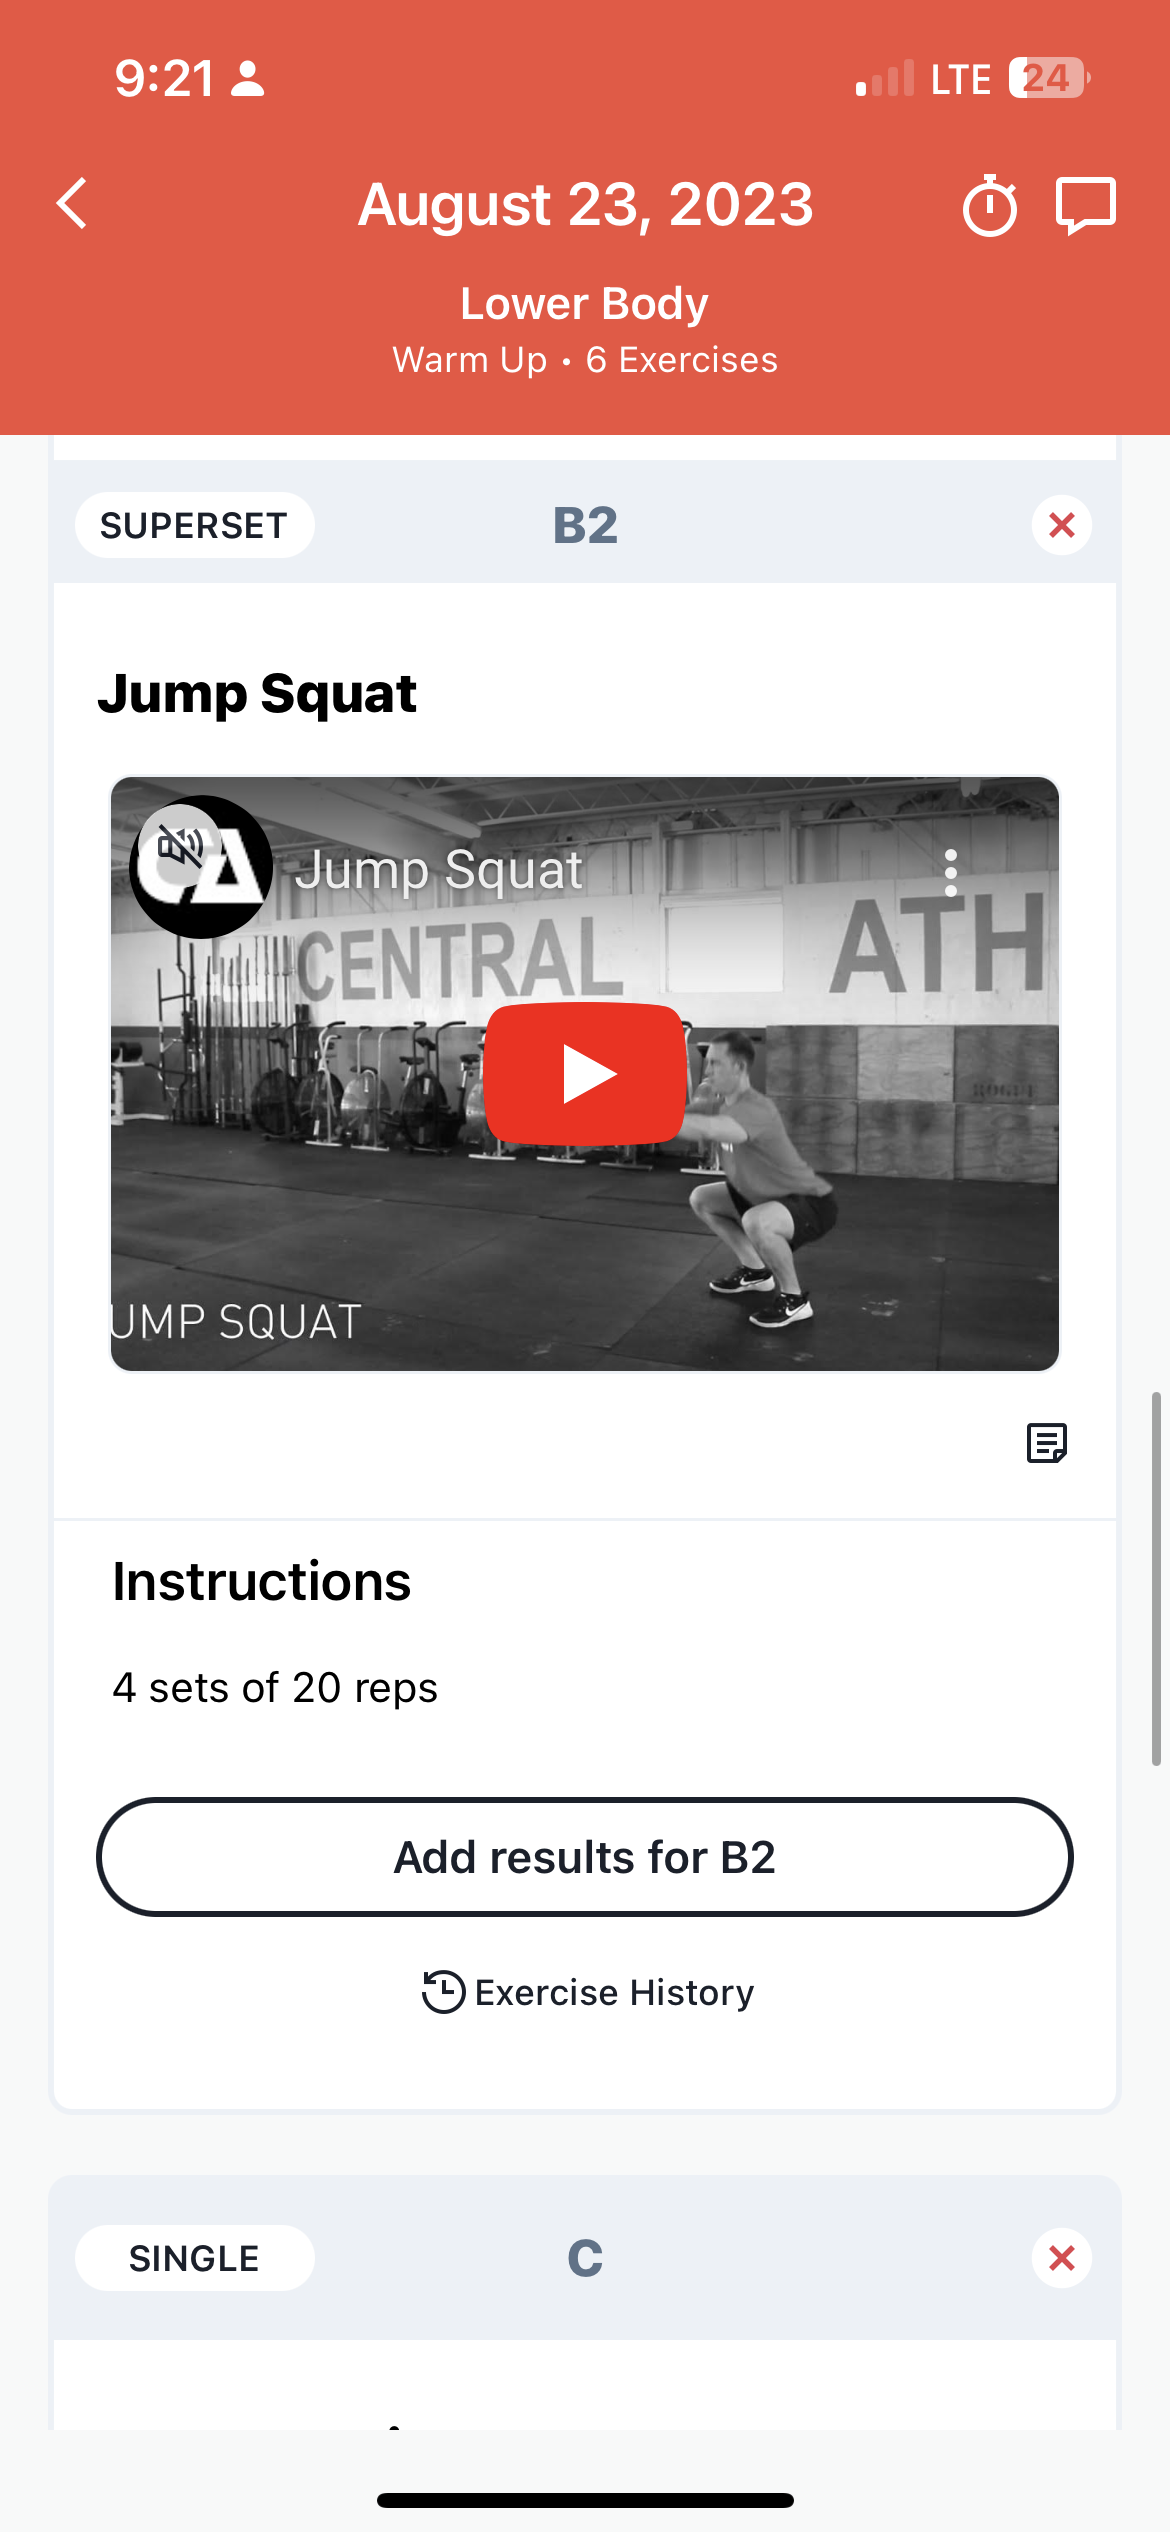 9:21
LTE 24
August 23, 2023
Lower Body
Warm Up • 6 Exercises
SUPERSET
B2
Jump Squat
CA
Jump Squat
CENTRAL ATH
UMP SQUAT
Instructions
4 sets of 20 reps
Add results for B2
Exercise History
SINGLE
C